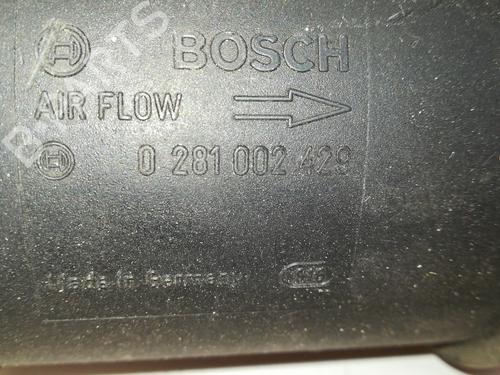 BOSCH
AIR FLOW
0 281 002 429
Made in Germany